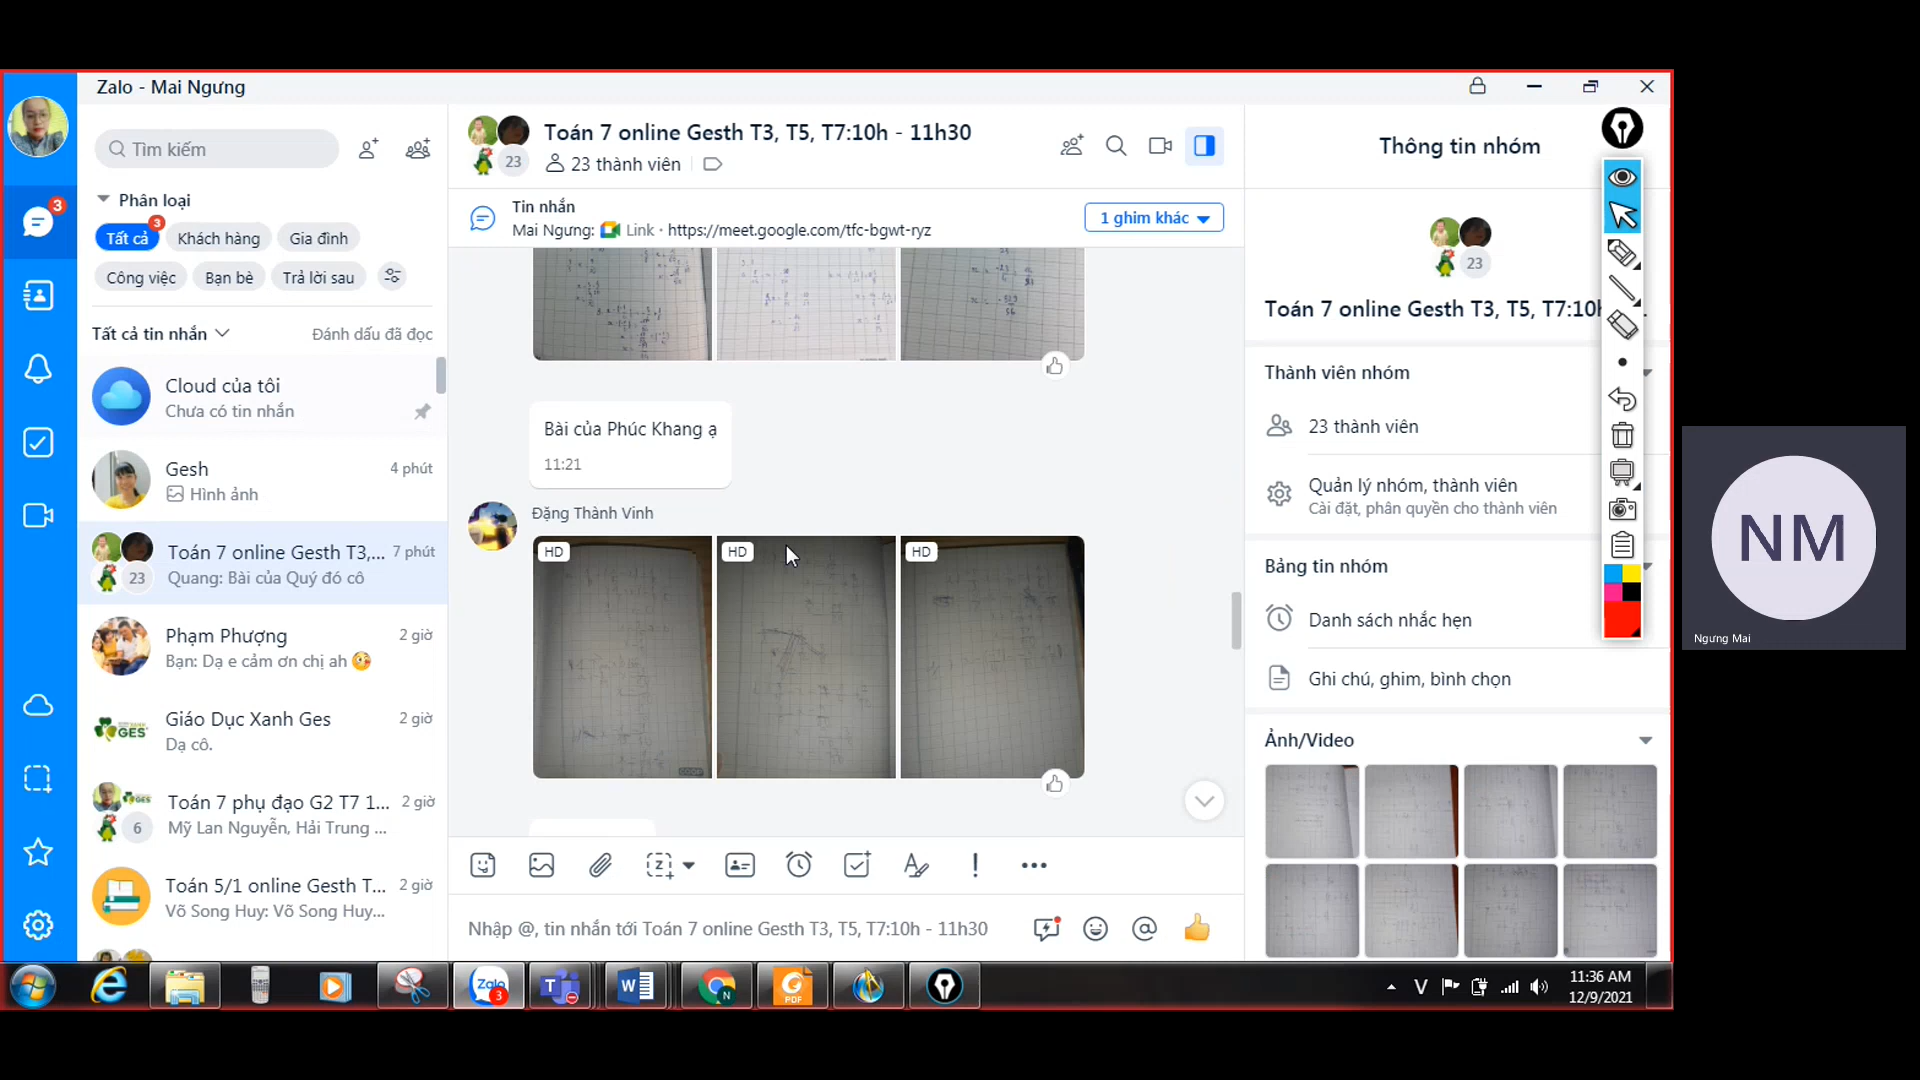 Zalo - Mai Ngưng
Tìm kiếm
Phân loại
Tất cả
3
Khách hàng
Gia đình
Công việc
Bạn bè
Trả lời sau
3
Tất cả tin nhắn
Đánh dấu đã đọc
Cloud của tôi
Chưa có tin nhắn
Gesh
4 phút
Hình ảnh
Toán 7 online Gesth T3,...
7 phút
23
Quang: Bài của Quý đó cô
Phạm Phượng
2 giờ
Bạn: Dạ e cảm ơn chị ah
Giáo Dục Xanh Ges
2 giờ
GES
Dạ cô.
Toán 7 phụ đạo G2 T7 1...
2 giờ
6
Mỹ Lan Nguyễn, Hải Trung ...
Toán 5/1 online Gesth T...
2 giờ
Võ Song Huy: Võ Song Huy...
Toán 7 online Gesth T3, T5, T7:10h - 11h30
23
23 thành viên
Tin nhắn
Mai Ngưng: Link · https://meet.google.com/tfc-bgwt-ryz
1 ghim khác
Bài của Phúc Khang ạ
11:21
Đặng Thành Vinh
HD
HD
HD
Nhập @, tin nhắn tới Toán 7 online Gesth T3, T5, T7:10h - 11h30
Thông tin nhóm
23
Toán 7 online Gesth T3, T5, T7:10h
Thành viên nhóm
23 thành viên
Quản lý nhóm, thành viên
Cài đặt, phân quyền cho thành viên
Bảng tin nhóm
Danh sách nhắc hẹn
Ghi chú, ghim, bình chọn
Ảnh/Video
Zalo
3
PDF
V
11:36 AM
12/9/2021
NM
Ngưng Mai